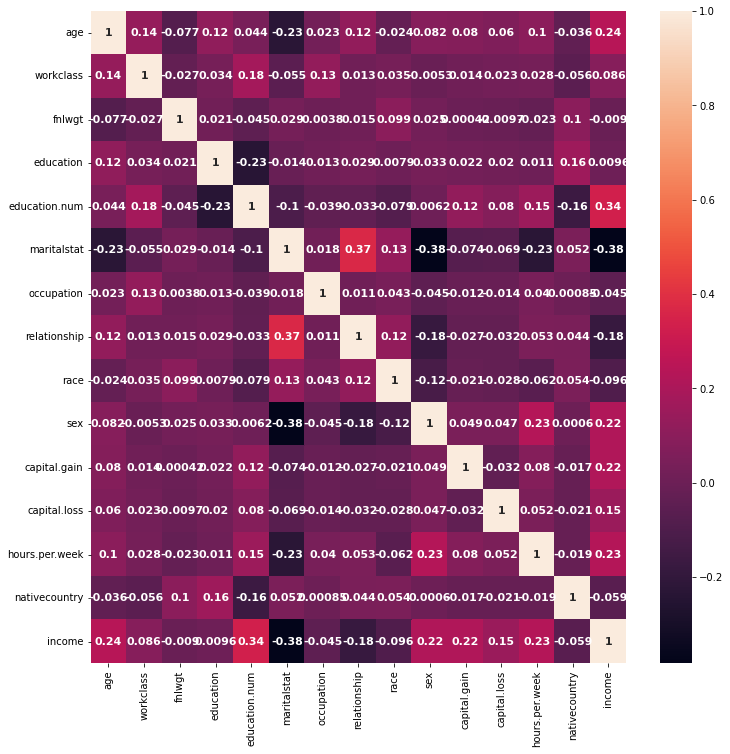 age 1 0.14 -0.077 0.12 0.044 -0.23 0.023 0.12 -0.024 0.082 0.08 0.06 0.1 -0.036 0.24
workclass 0.14 1 -0.027 0.034 0.18 -0.055 0.13 0.013 0.035 -0.0053 0.014 0.023 0.028 -0.056 0.086
fnlwgt -0.077 -0.027 1 0.021 -0.045 0.029 0.0038 0.015 0.099 0.025 0.00042 -0.0097 -0.023 0.1 -0.009
education 0.12 0.034 0.021 1 -0.23 -0.014 0.013 0.029 0.0079 0.033 0.022 0.02 0.011 0.16 0.0096
education.num 0.044 0.18 -0.045 -0.23 1 -0.1 -0.039 -0.033 -0.079 0.0062 0.12 0.08 0.15 -0.16 0.34
maritalstat -0.23 -0.055 0.029 -0.014 -0.1 1 0.018 0.37 0.13 -0.38 -0.074 -0.069 -0.23 0.052 -0.38
occupation 0.023 0.13 0.0038 0.013 -0.039 0.018 1 0.011 0.043 -0.045 -0.012 -0.014 0.04 0.00085 -0.045
relationship 0.12 0.013 0.015 0.029 -0.033 0.37 0.011 1 0.12 -0.18 -0.027 -0.032 0.053 0.044 -0.18
race -0.024 0.035 0.099 0.0079 -0.079 0.13 0.043 0.12 1 -0.12 -0.021 -0.028 -0.062 -0.054 -0.096
sex 0.082 -0.0053 0.025 0.033 0.0062 -0.38 -0.045 -0.18 -0.12 1 0.049 0.047 0.23 0.0006 0.22
capital.gain 0.08 0.014 0.00042 0.022 0.12 -0.074 -0.012 -0.027 -0.021 0.049 1 -0.032 0.08 -0.017 0.22
capital.loss 0.06 0.023 -0.0097 0.02 0.08 -0.069 -0.014 -0.032 -0.028 0.047 -0.032 1 0.052 -0.021 0.15
hours.per.week 0.1 0.028 -0.023 0.011 0.15 -0.23 0.04 0.053 -0.062 0.23 0.08 0.052 1 -0.019 0.23
nativecountry -0.036 -0.056 0.1 0.16 -0.16 0.052 0.00085 0.044 -0.054 0.0006 -0.017 -0.021 -0.019 1 -0.059
income 0.24 0.086 -0.009 0.0096 0.34 -0.38 -0.045 -0.18 -0.096 0.22 0.22 0.15 0.23 -0.059 1
age workclass fnlwgt education education.num maritalstat occupation relationship race sex capital.gain capital.loss hours.per.week nativecountry income
1.0
0.8
0.6
0.4
0.2
0.0
−0.2